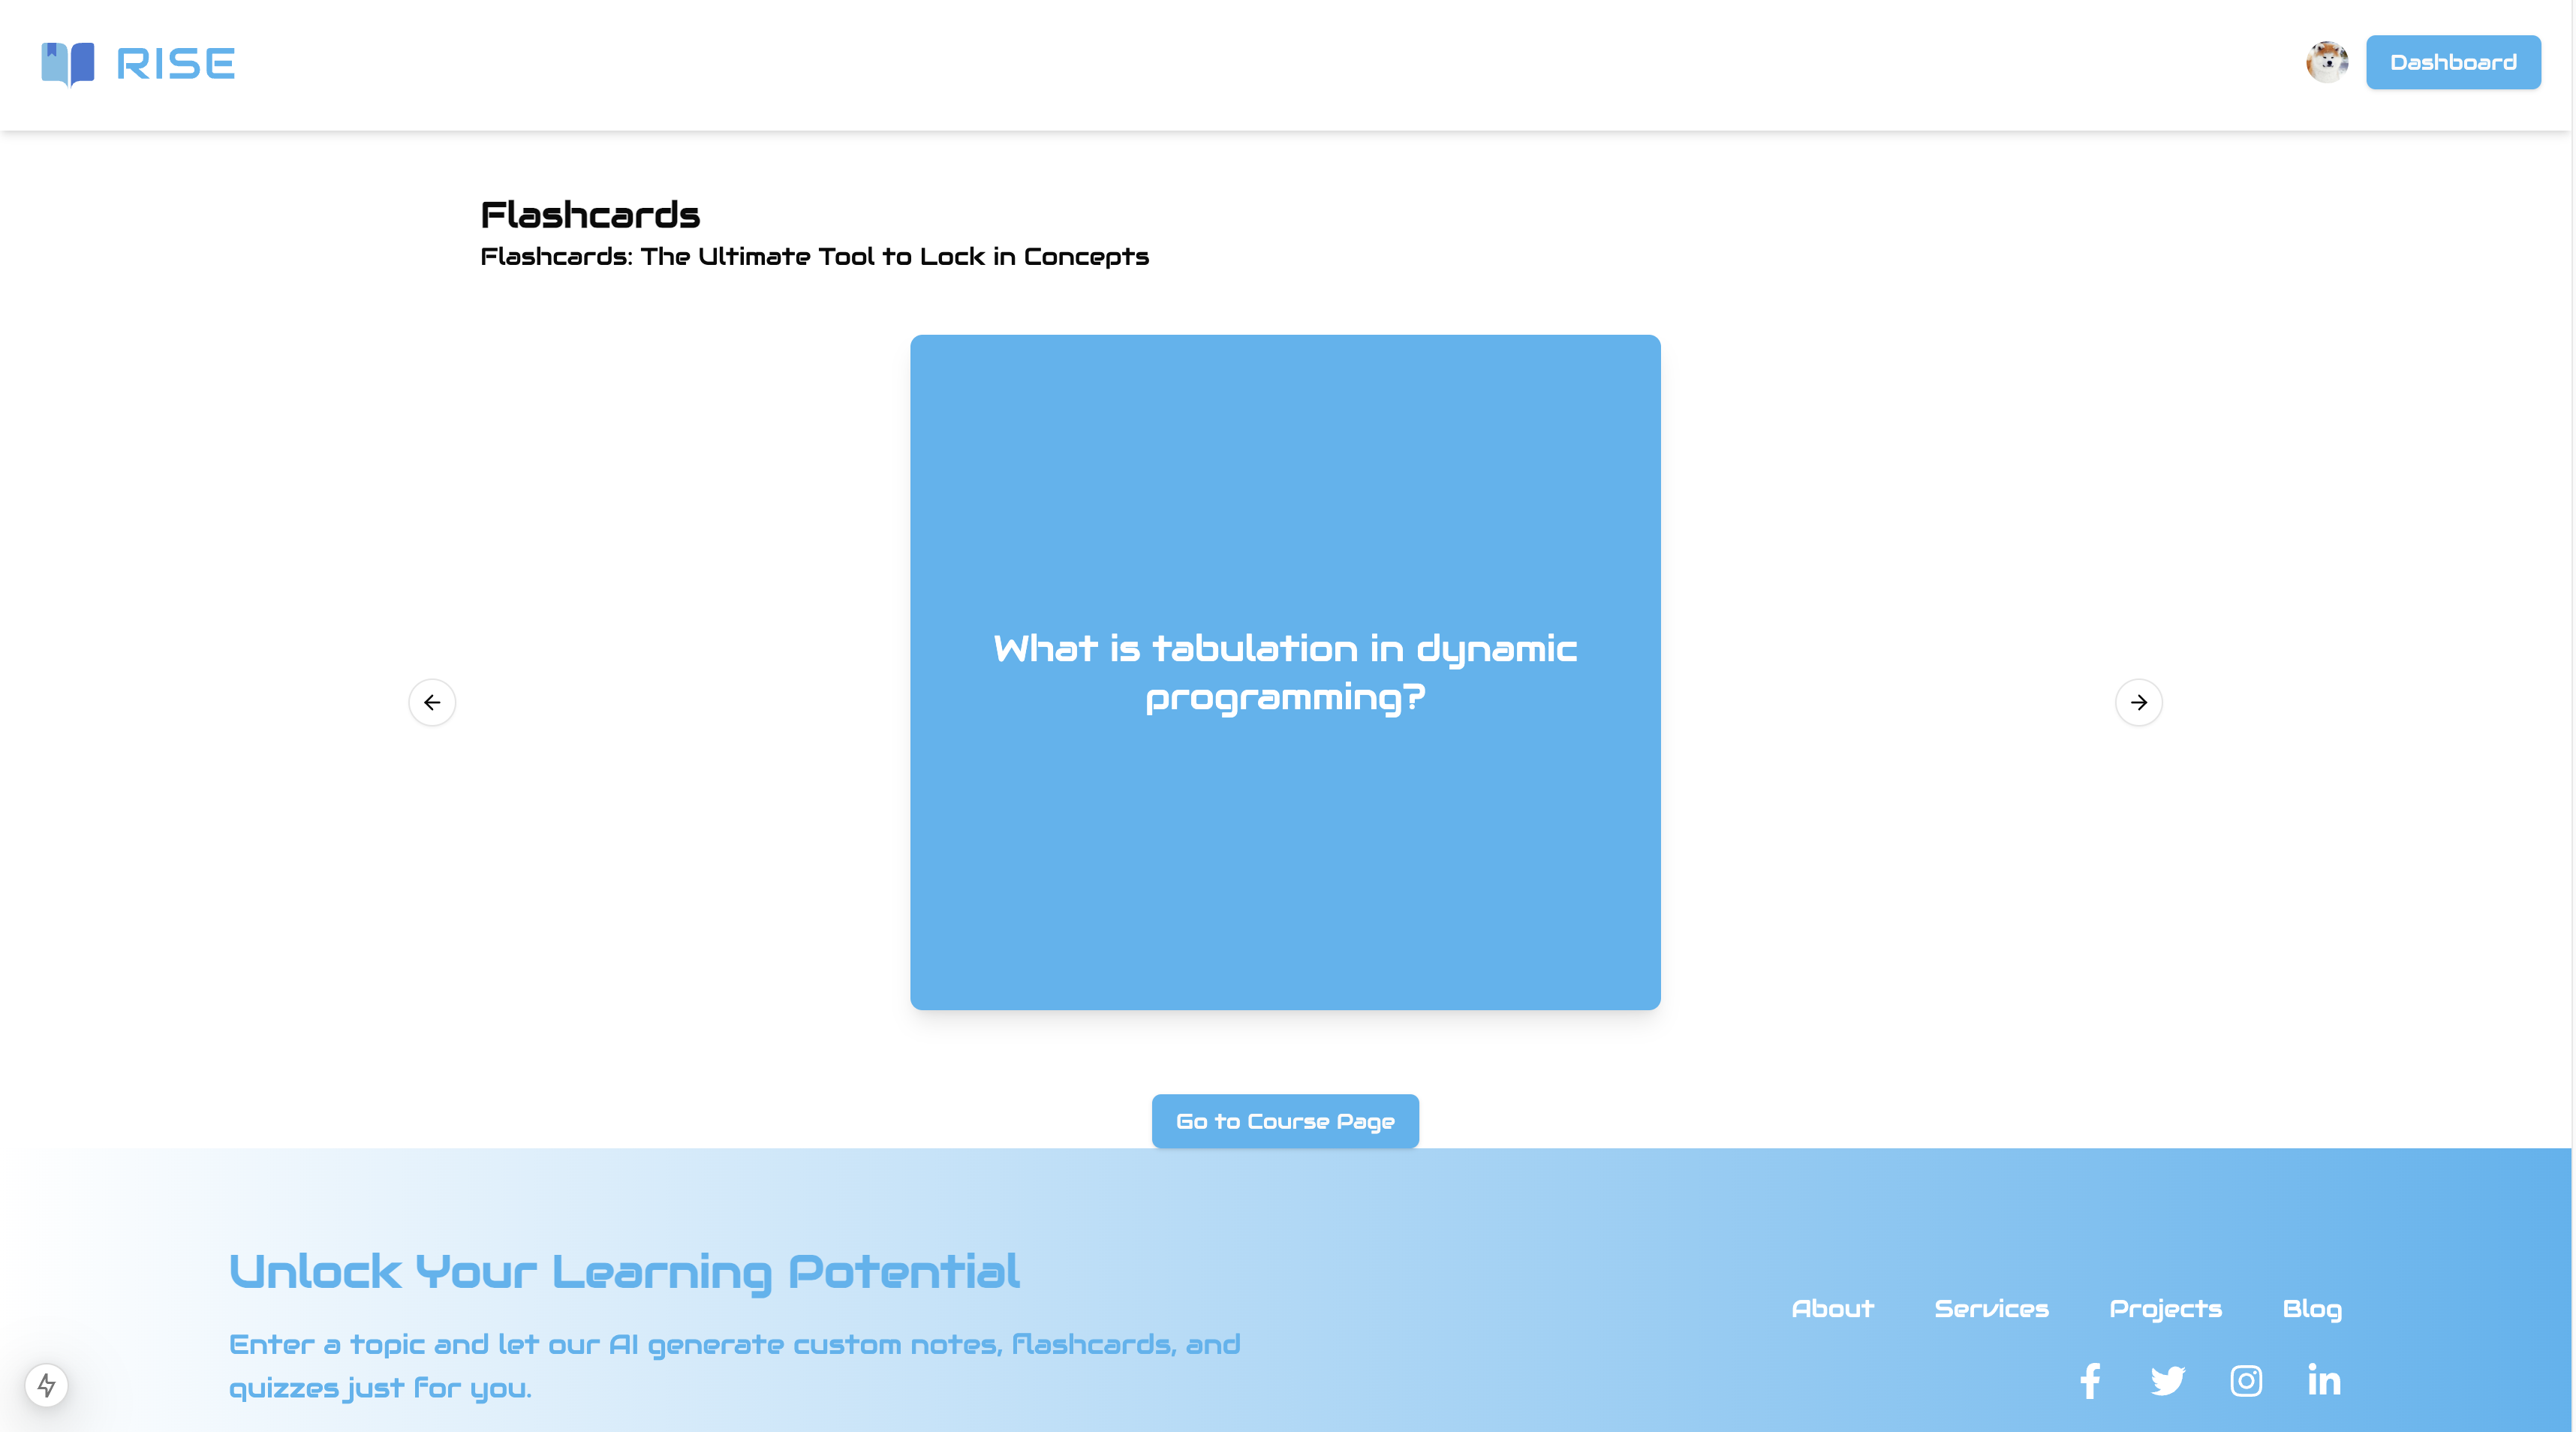 RISE
Dashboard
Flashcards
Flashcards: The Ultimate Tool to Lock in Concepts
What is tabulation in dynamic
programming?
Go to Course Page
Unlock Your Learning Potential
Enter a topic and let our AI generate custom notes, flashcards, and
quizzes just for you.
About Services Projects Blog